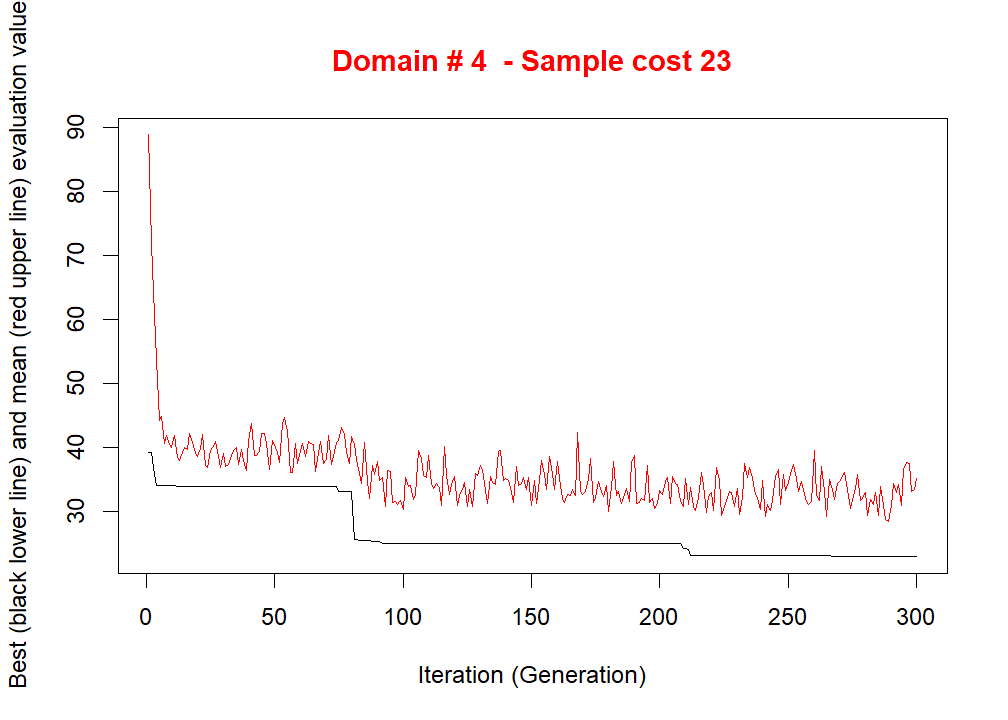 Domain # 4  - Sample cost 23
Best (black lower line) and mean (red upper line) evaluation value
90
80
70
60
50
40
30
0 50 100 150 200 250 300
Iteration (Generation)